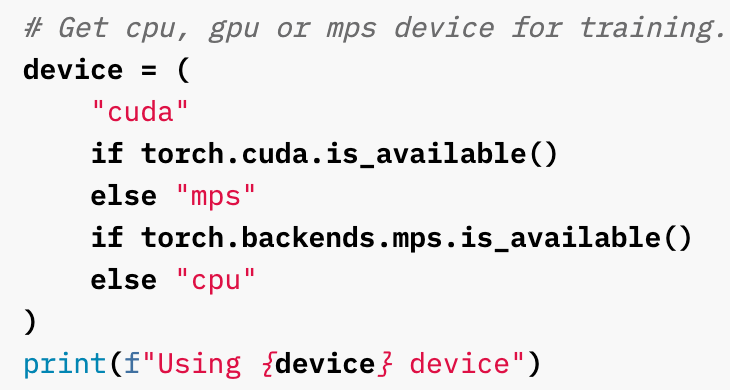 # Get cpu, gpu or mps device for training.
device = (
    "cuda"
    if torch.cuda.is_available()
    else "mps"
    if torch.backends.mps.is_available()
    else "cpu"
)
print(f"Using {device} device")